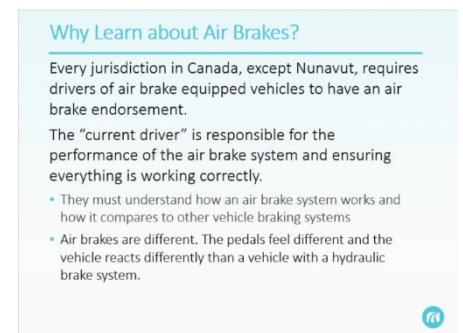 Why Learn about Air Brakes?
Every jurisdiction in Canada, except Nunavut, requires
drivers of air brake equipped vehicles to have an air
brake endorsement.
The “current driver” is responsible for the
performance of the air brake system and ensuring
everything is working correctly.
• They must understand how an air brake system works and
how it compares to other vehicle braking systems
• Air brakes are different. The pedals feel different and the
vehicle reacts differently than a vehicle with a hydraulic
brake system.